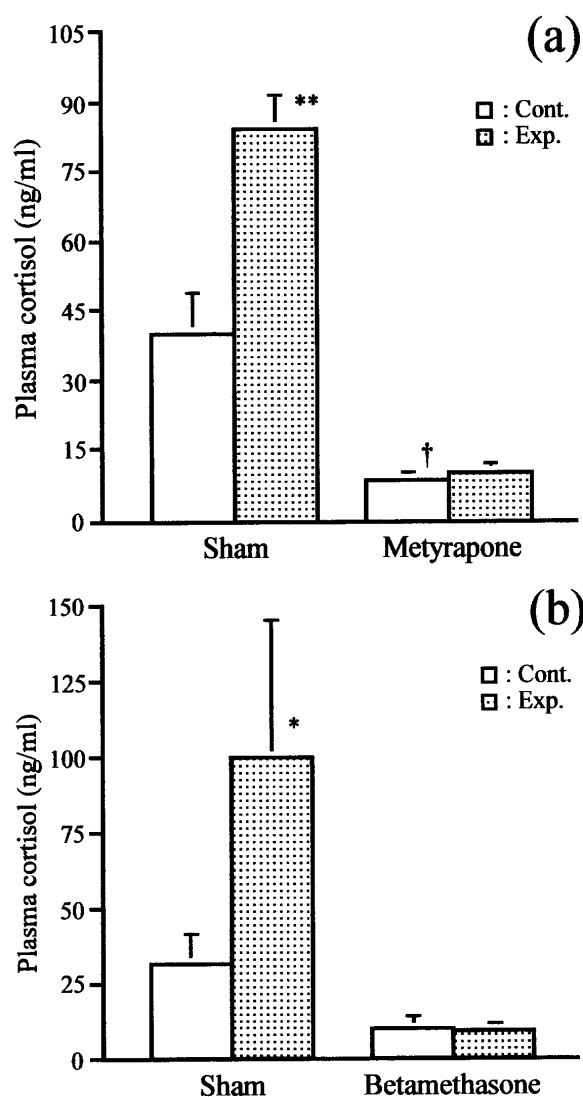 (a)
105
90
75
60
45
30
15
0
Plasma cortisol (ng/ml)
**
: Cont.
: Exp.
†
Sham
Metyrapone
(b)
150
125
100
75
50
25
0
Plasma cortisol (ng/ml)
*
: Cont.
: Exp.
Sham
Betamethasone